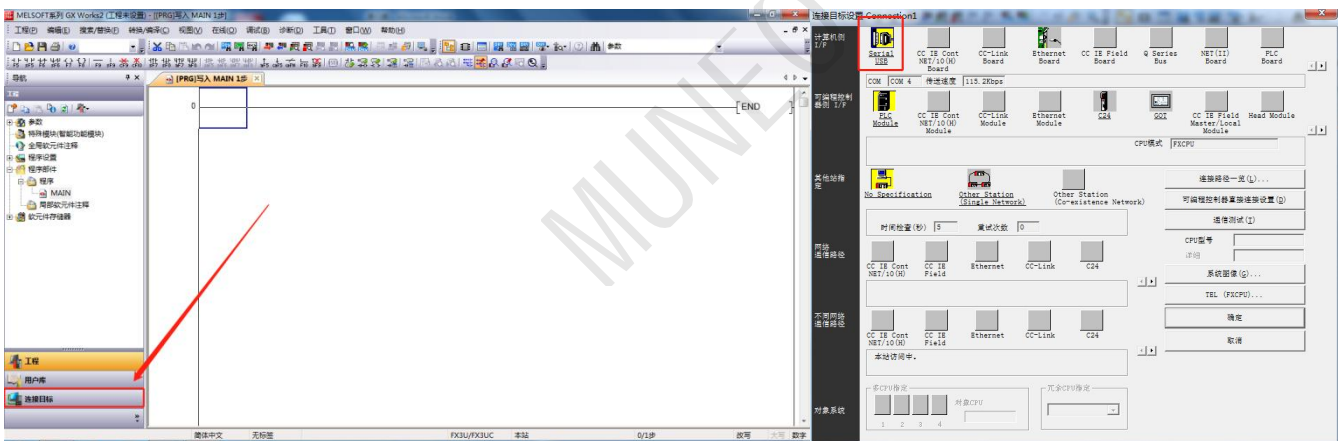 MELSOFT系列 GX Works2 (工程未设置) - [[PRG]写入 MAIN 1步]
工程(P) 编辑(E) 搜索/替换(F) 转换/编译(C) 视图(V) 在线(O) 调试(B) 诊断(D) 工具(T) 窗口(W) 帮助(H)
参数
导航
[PRG]写入 MAIN 1步
工程
参数
特殊模块(智能功能模块)
全局软元件注释
程序设置
程序部件
程序
MAIN
局部软元件注释
软元件存储器
0
END
工程
用户库
连接目标
简体中文 无标签 FX3U/FX3UC 本站 0/1步 改写 大写 数字
MUNEC
连接目标设置 Connection1
计算机侧
I/F
Serial
USB
CC IE Cont
NET/10(H)
Board
CC-Link
Board
Ethernet
Board
CC IE Field
Board
Q Series
Bus
NET(II)
Board
PLC
Board
COM COM 4 传送速度 115.2Kbps
可编程控制
器侧 I/F
PLC
Module
CC IE Cont
NET/10(H)
Module
CC-Link
Module
Ethernet
Module
C24
GOT
CC IE Field
Master/Local
Module
Head Module
CPU模式 FXCPU
其他站指
定
No Specification
Other Station
(Single Network)
Other Station
(Co-existence Network)
时间检查(秒) 5 重试次数 0
连接路径一览(L)...
可编程控制器直接连接设置(D)
通信测试(T)
CPU型号
详细
系统图像(G)...
TEL (FXCPU)...
确定
取消
网络
通信路径
CC IE Cont
NET/10(H)
CC IE
Field
Ethernet
CC-Link
C24
不同网络
通信路径
CC IE Cont
NET/10(H)
CC IE
Field
Ethernet
CC-Link
C24
本站访问中。
对象系统
多CPU指定
1 2 3 4
对象CPU
冗余CPU指定